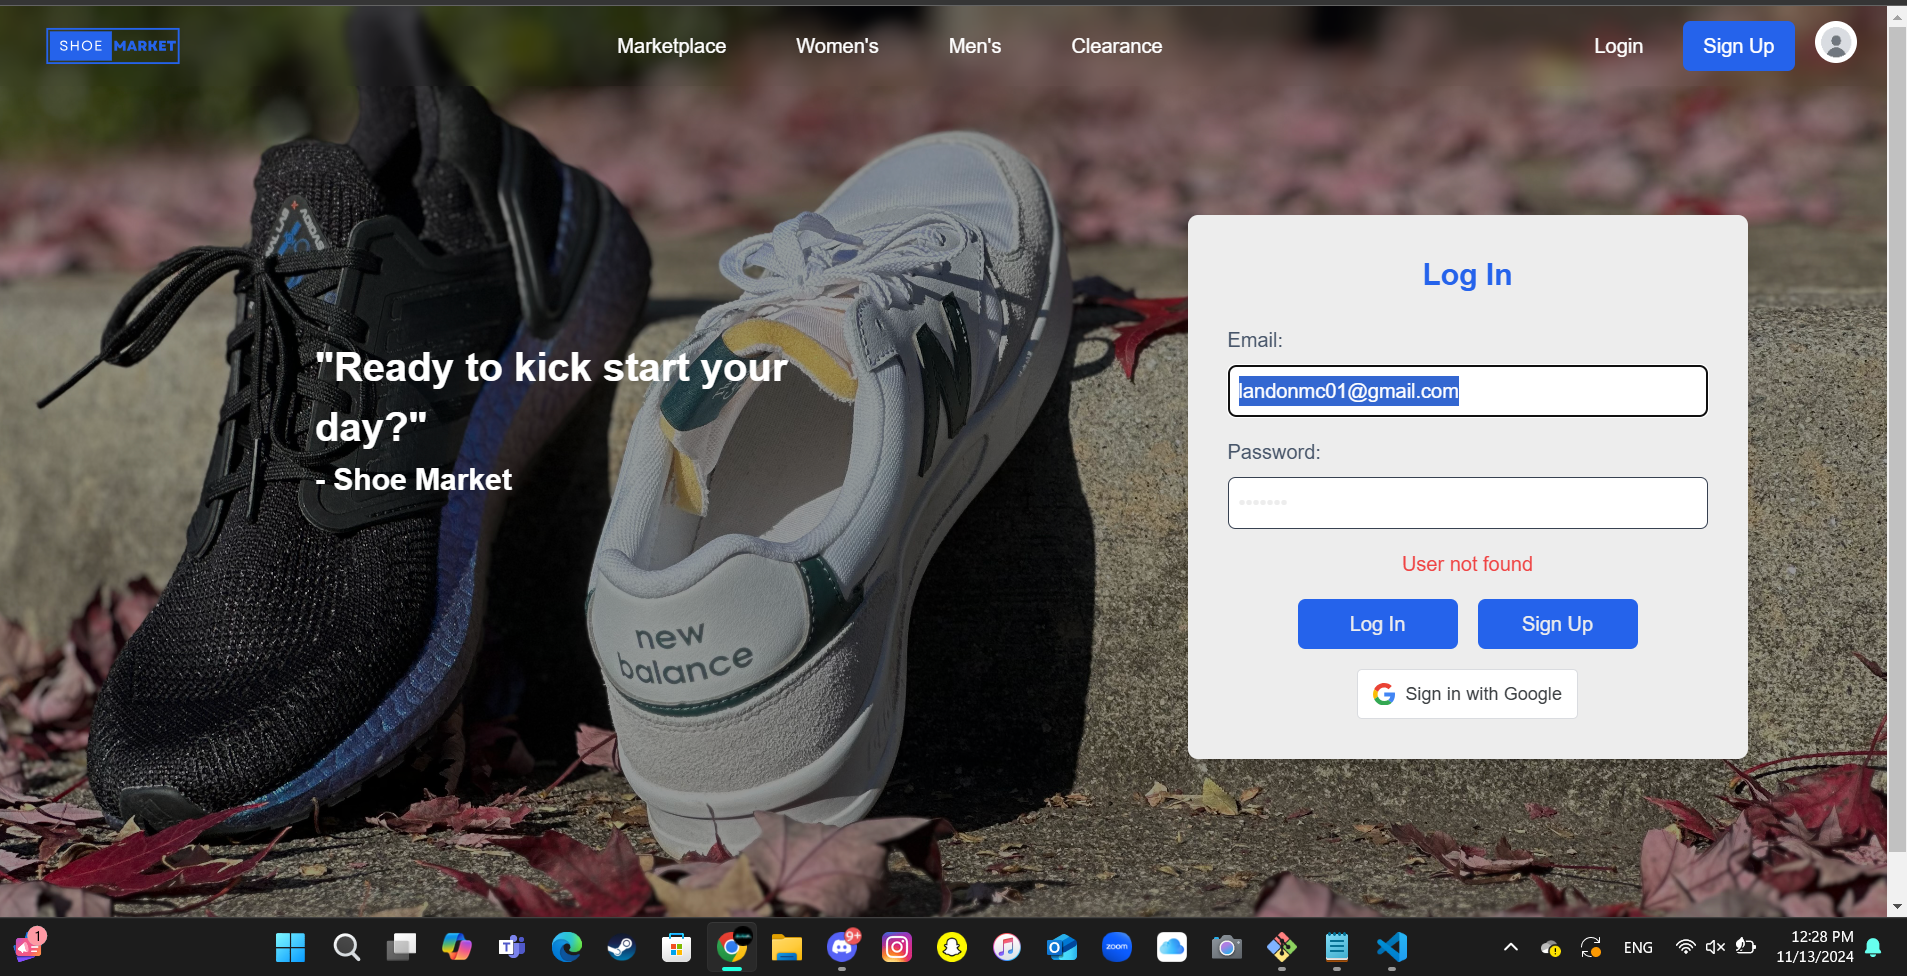 SHOE MARKET
Marketplace
Women's
Men's
Clearance
Login
Sign Up
"Ready to kick start your
day?"
- Shoe Market
new
balance
N
Log In
Email:
landonmc01@gmail.com
Password:
User not found
Log In
Sign Up
Sign in with Google
1
9+
zoom
ENG
12:28 PM
11/13/2024